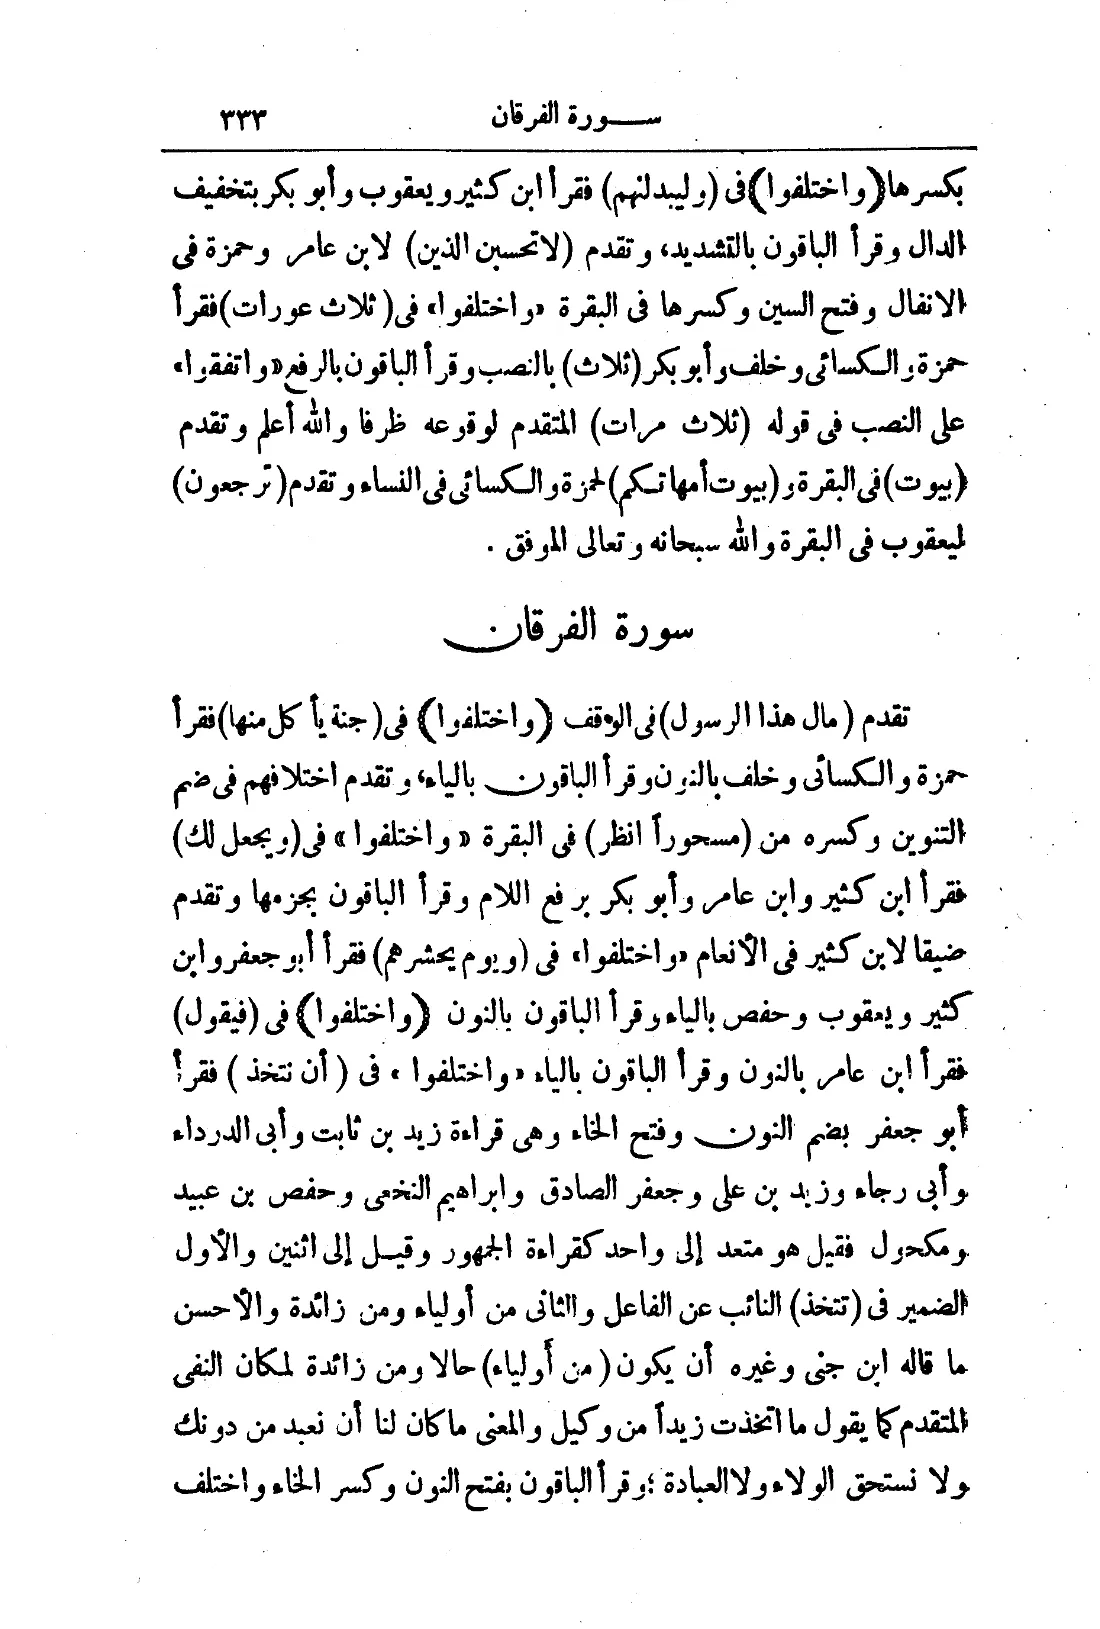 سورة الفرقان ٣٣٣
بكسرها (واختلفوا) فى (وليبدلنهم) فقرأ ابن كثير ويعقوب وأبو بكر بتخفيف
الدال وقرأ الباقون بالتشديد، وتقدم (لاتحسبن الذين) لابن عامر وحمزة فى
الانفال وفتح السين وكسرها فى البقرة «واختلفوا» فى (ثلاث عورات) فقرأ
حمزة والكسائى وخلف وأبو بكر (ثلاث) بالنصب وقرأ الباقون بالرفع «واتفقوا»
على النصب فى قوله (ثلاث مرات) المتقدم لوقوعه ظرفا والله أعلم وتقدم
(بيوت) فى البقرة و (بيوت أمهاتكم) لحمزة والكسائى فى النساء وتقدم (ترجعون)
ليعقوب فى البقرة والله سبحانه وتعالى الموفق .
سورة الفرقان
تقدم (مال هذا الرسول) فى الوقف (واختلفوا) فى (جنة يأكل منها) فقرأ
حمزة والكسائى وخلف بالنون وقرأ الباقون بالياء، وتقدم اختلافهم فى ضم
التنوين وكسره من (مسحوراً انظر) فى البقرة «واختلفوا» فى (ويجعل لك)
فقرأ ابن كثير وابن عامر وأبو بكر برفع اللام وقرأ الباقون بجزمها وتقدم
ضيقا لابن كثير فى الأنعام «واختلفوا» فى (ويوم يحشرهم) فقرأ أبو جعفر وابن
كثير ويعقوب وحفص بالياء وقرأ الباقون بالنون (واختلفوا) فى (فيقول)
فقرأ ابن عامر بالنون وقرأ الباقون بالياء «واختلفوا» فى (أن نتخذ) فقرأ
أبو جعفر بضم النون وفتح الخاء وهى قراءة زيد بن ثابت وأبى الدرداء
وأبى رجاء وزيد بن على وجعفر الصادق وابراهيم النخعى وحفص بن عبيد
ومكحول فقيل هو متعد إلى واحد كقراءة الجمهور وقيل إلى اثنين والأول
الضمير فى (نتخذ) النائب عن الفاعل والثانى من أولياء ومن زائدة والأحسن
ما قاله ابن جنى وغيره أن يكون (من أولياء) حالا ومن زائدة لمكان النفى
المتقدم كما يقول ما اتخذت زيداً من وكيل والمعنى ما كان لنا أن نعبد من دونك
ولا نستحق الولاء ولا العبادة ؛ وقرأ الباقون بفتح النون وكسر الخاء واختلف